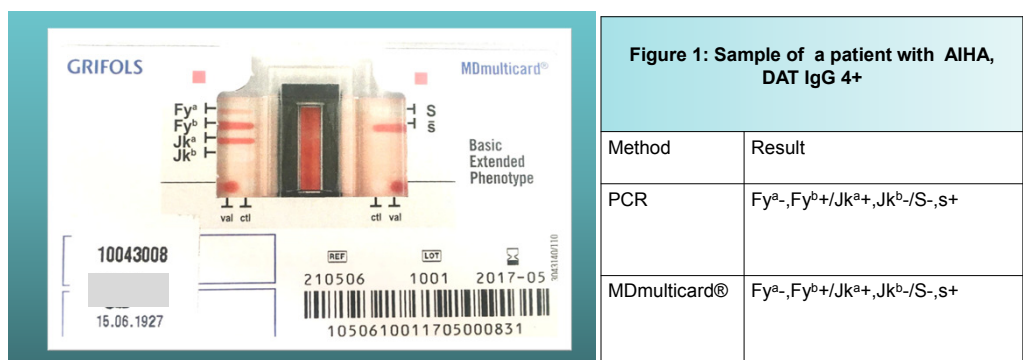 GRIFOLS
MDmulticard®
Fyᵃ
Fyᵇ
Jkᵃ
Jkᵇ
S
s̄
Basic
Extended
Phenotype
val ctl
ctl val
10043008
15.06.1927
REF
LOT
210506
1001
2017-05
3043140/110
1050610011705000831
Figure 1: Sample of a patient with AIHA,
DAT IgG 4+
Method
Result
PCR
Fyᵃ-,Fyᵇ+/Jkᵃ+,Jkᵇ-/S-,s+
MDmulticard®
Fyᵃ-,Fyᵇ+/Jkᵃ+,Jkᵇ-/S-,s+